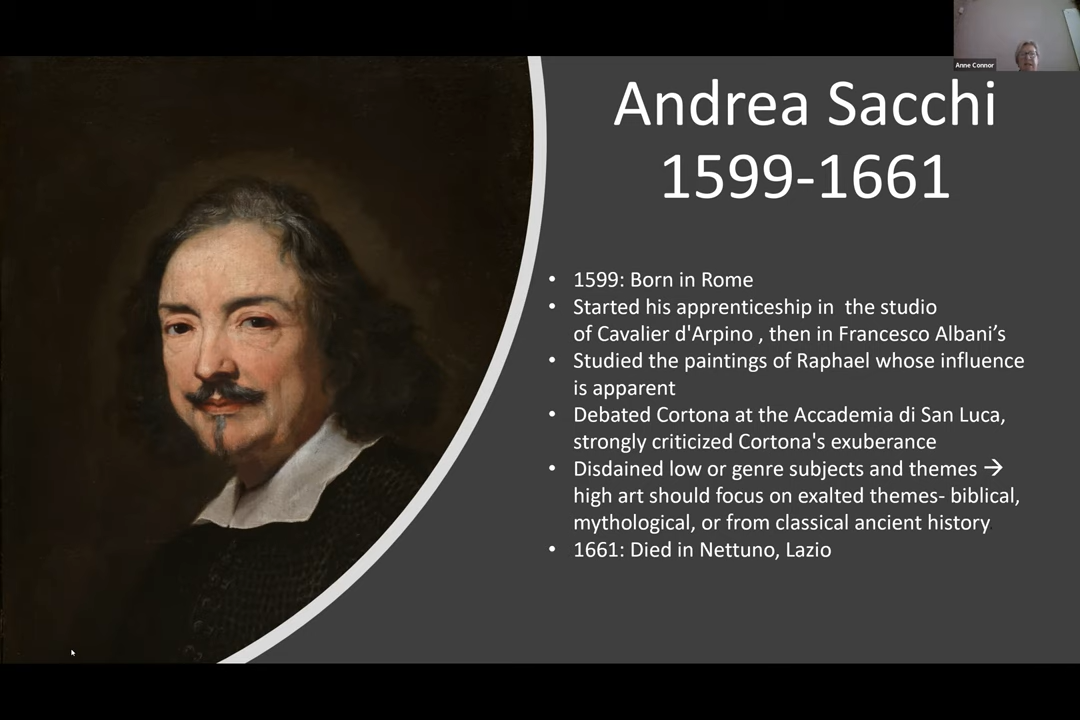 Anne Connor
Andrea Sacchi
1599-1661
• 1599: Born in Rome
• Started his apprenticeship in  the studio
of Cavalier d'Arpino , then in Francesco Albani’s
• Studied the paintings of Raphael whose influence
is apparent
• Debated Cortona at the Accademia di San Luca,
strongly criticized Cortona's exuberance
• Disdained low or genre subjects and themes →
high art should focus on exalted themes- biblical,
mythological, or from classical ancient history
• 1661: Died in Nettuno, Lazio